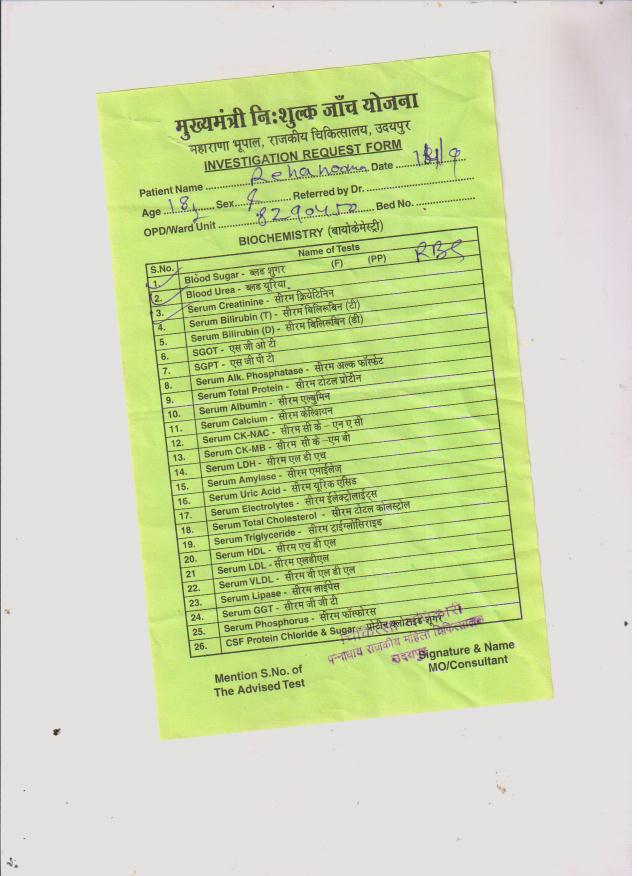 मुख्यमंत्री नि:शुल्क जाँच योजना
महाराणा भूपाल, राजकीय चिकित्सालय, उदयपुर
INVESTIGATION REQUEST FORM
Patient Name Date
Age 18 Sex Referred by Dr.
OPD/Ward Unit 8290450 Bed No.
BIOCHEMISTRY (बायोकेमेस्ट्री)
S.No. Name of Tests
1. Blood Sugar - ब्लड शुगर (F) (PP) RBS
2. Blood Urea - ब्लड यूरिया
3. Serum Creatinine - सीरम क्रियेटिनिन
4. Serum Bilirubin (T) - सीरम बिलिरूबिन (टी)
5. Serum Bilirubin (D) - सीरम बिलिरूबिन (डी)
6. SGOT - एस जी ओ टी
7. SGPT - एस जी पी टी
8. Serum Alk. Phosphatase - सीरम अल्क फॉस्फेट
9. Serum Total Protein - सीरम टोटल प्रोटीन
10. Serum Albumin - सीरम एल्बुमिन
11. Serum Calcium - सीरम केल्शियन
12. Serum CK-NAC - सीरम सी के – एन ए सी
13. Serum CK-MB - सीरम सी के –एम बी
14. Serum LDH - सीरम एल डी एच
15. Serum Amylase - सीरम एमाईलेज
16. Serum Uric Acid - सीरम यूरिक एसिड
17. Serum Electrolytes - सीरम ईलेक्ट्रोलाईट्स
18. Serum Total Cholesterol - सीरम टोटल कोलस्ट्रोल
19. Serum Triglyceride - सीरम ट्राईग्लोसिराइड
20. Serum HDL - सीरम एच डी एल
21 Serum LDL - सीरम एलडीएल
22. Serum VLDL - सीरम वी एल डी एल
23. Serum Lipase - सीरम लाईपेस
24. Serum GGT - सीरम जी जी टी
25. Serum Phosphorus - सीरम फॉस्फोरस
26. CSF Protein Chloride & Sugar - प्रोटीन क्लोराइड शुगर
पन्नाधाय राजकीय महिला चिकित्सालय
उदयपुर
Mention S.No. of Signature & Name
The Advised Test MO/Consultant